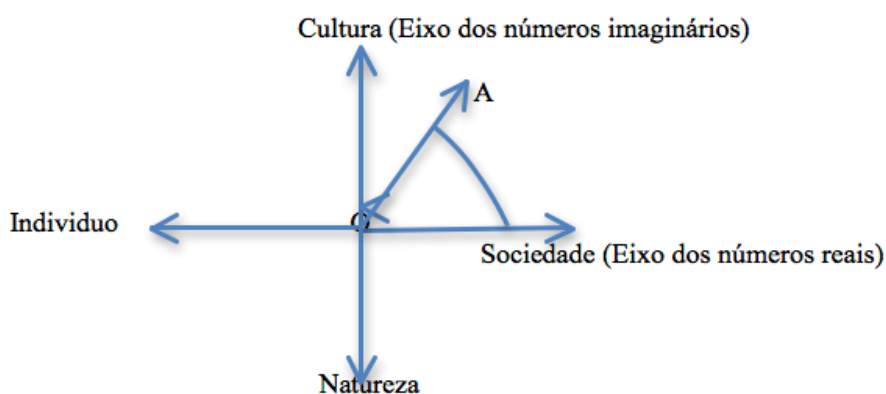 Cultura (Eixo dos números imaginários)
A
O
Individuo
Sociedade (Eixo dos números reais)
Natureza